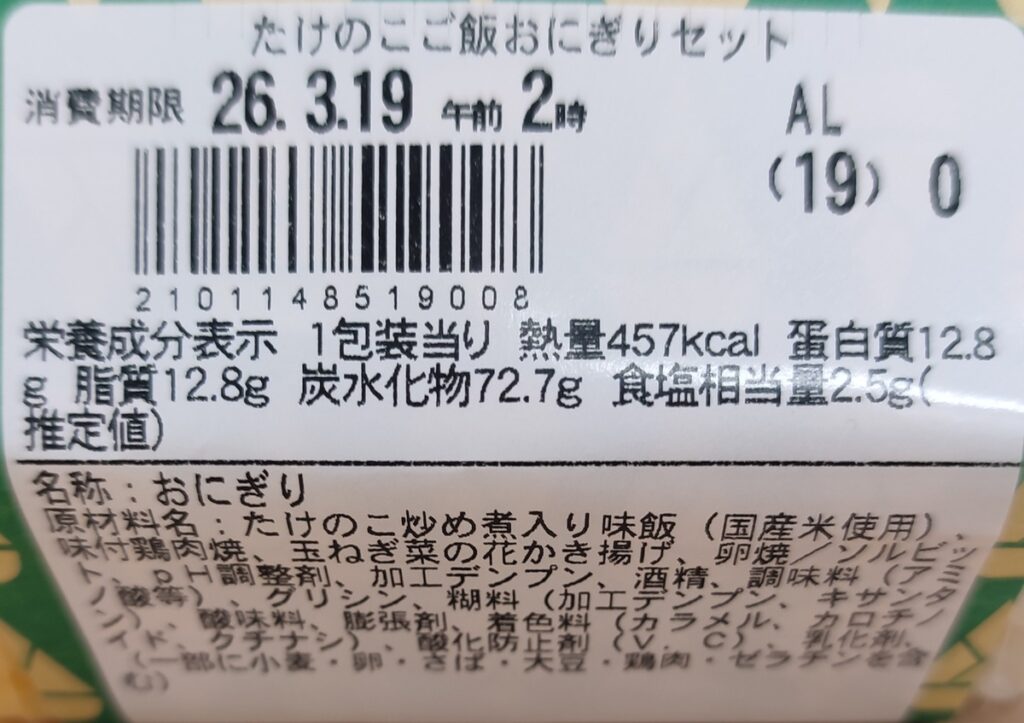 たけのこご飯おにぎりセット
消費期限 26.3.19 午前 2時
AL
(19) 0
2101148519008
栄養成分表示 1包装当り 熱量457kcal 蛋白質12.8
g 脂質12.8g 炭水化物72.7g 食塩相当量2.5g(
推定値)
名称:おにぎり
原材料名:たけのこ炒め煮入り味飯(国産米使用)、
味付鶏肉焼、玉ねぎ菜の花かき揚げ、卵焼/ソルビッ
ト、pH調整剤、加工デンプン、酒精、調味料(アミ
ノ酸等)、グリシン、糊料(加工デンプン、キサンタ
ン)、酸味料、膨張剤、着色料(カラメル、カロチノ
イド、クチナシ)、酸化防止剤(V.C)、乳化剤、
(一部に小麦・卵・さば・大豆・鶏肉・ゼラチンを含
む)